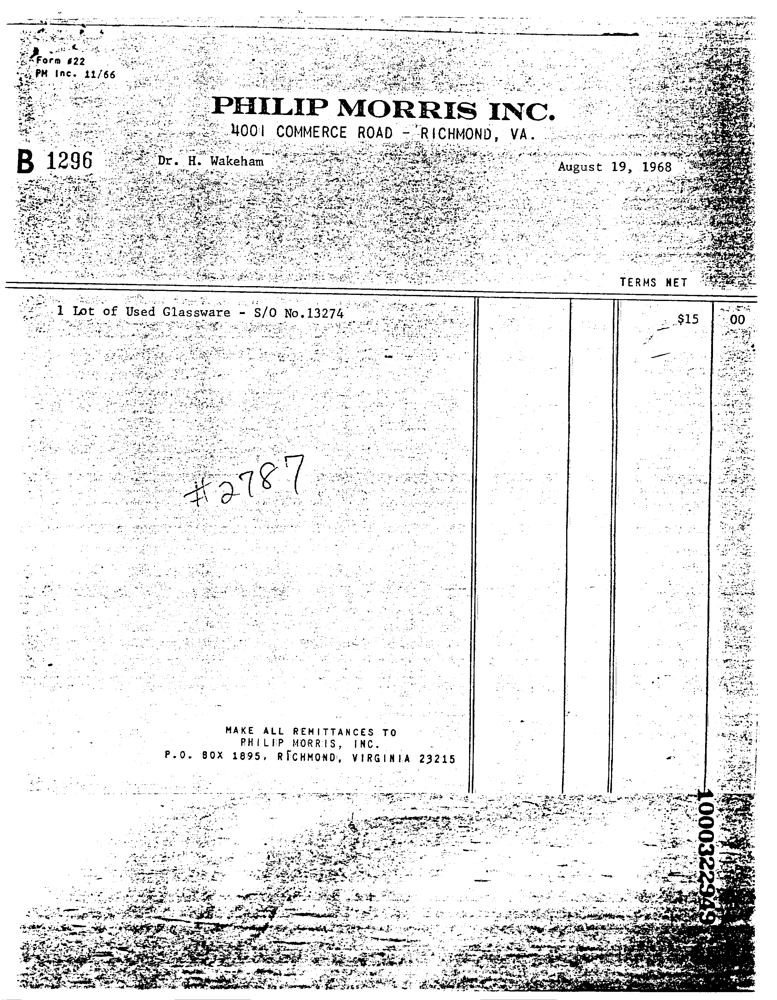 Form #22
PM Inc. 11/66
PHILIP MORRIS INC.
4001 COMMERCE ROAD - RICHMOND, VA.
B 1296
Dr. H. Wakeham
August 19, 1968
TERMS NET
1 Lot of Used Glassware - S/O No.13274
$15 00
#2787
MAKE ALL REMITTANCES TO
PHILIP MORRIS, INC.
P.O. BOX 1895, RICHMOND, VIRGINIA 23215
1000322949